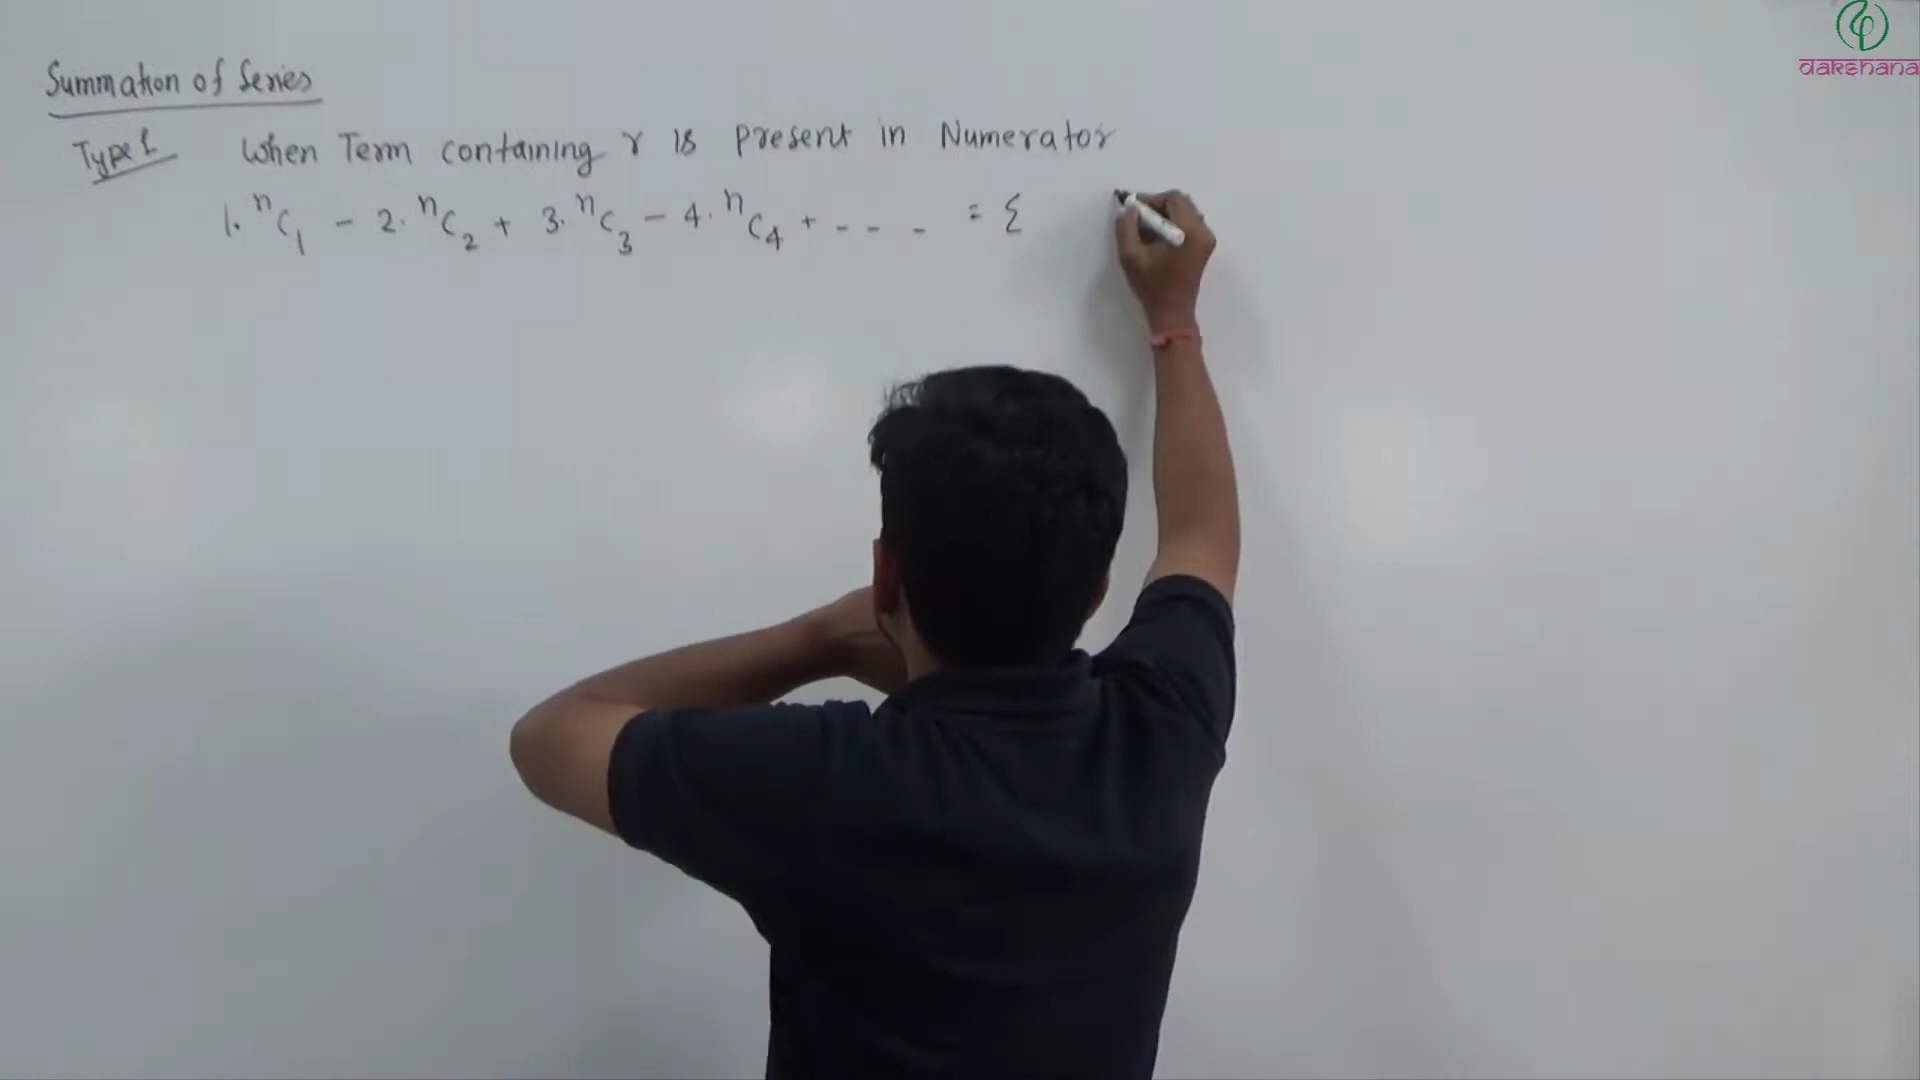 dakshana
Summation of Series
Type 1 When Term containing r is present in Numerator
1. ⁿC₁ - 2. ⁿC₂ + 3. ⁿC₃ - 4. ⁿC₄ + - - - = Σ